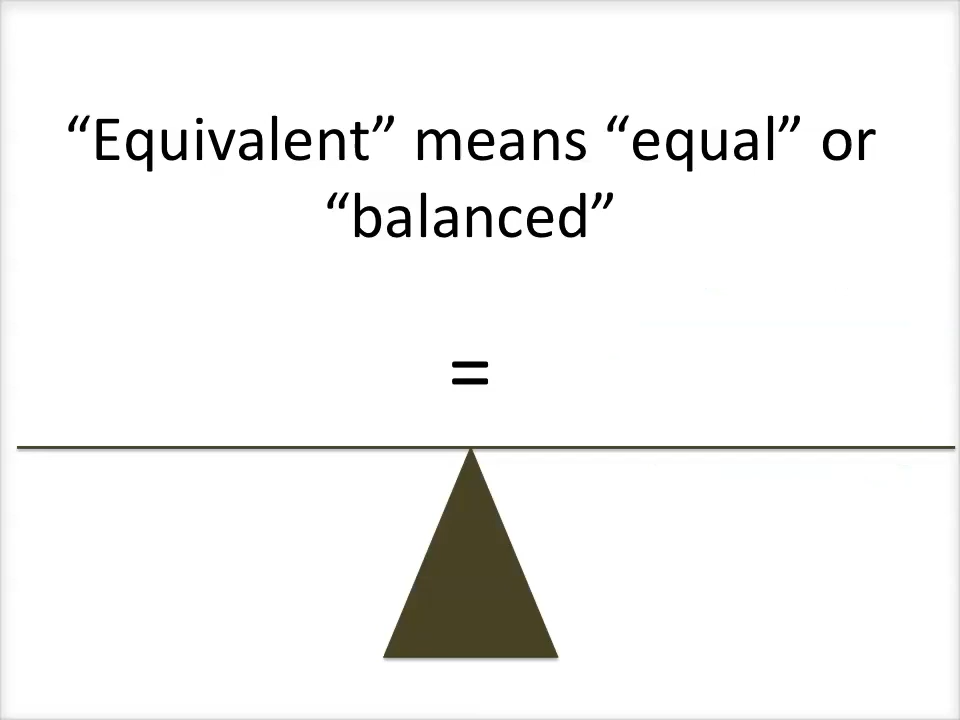 “Equivalent” means “equal” or
“balanced”
=